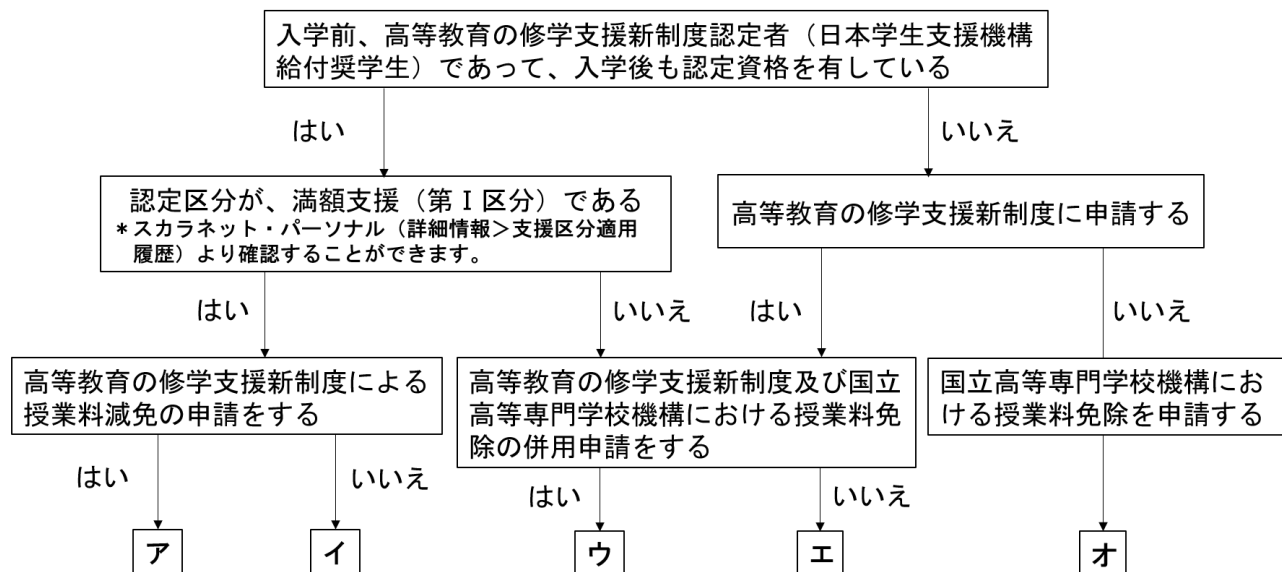 入学前、高等教育の修学支援新制度認定者（日本学生支援機構
給付奨学生）であって、入学後も認定資格を有している
はい
いいえ
認定区分が、満額支援（第Ⅰ区分）である
＊スカラネット・パーソナル（詳細情報＞支援区分適用
履歴）より確認することができます。
高等教育の修学支援新制度に申請する
はい
いいえ
はい
いいえ
高等教育の修学支援新制度による
授業料減免の申請をする
高等教育の修学支援新制度及び国立
高等専門学校機構における授業料免
除の併用申請をする
国立高等専門学校機構にお
ける授業料免除を申請する
はい
いいえ
はい
いいえ
ア
イ
ウ
エ
オ